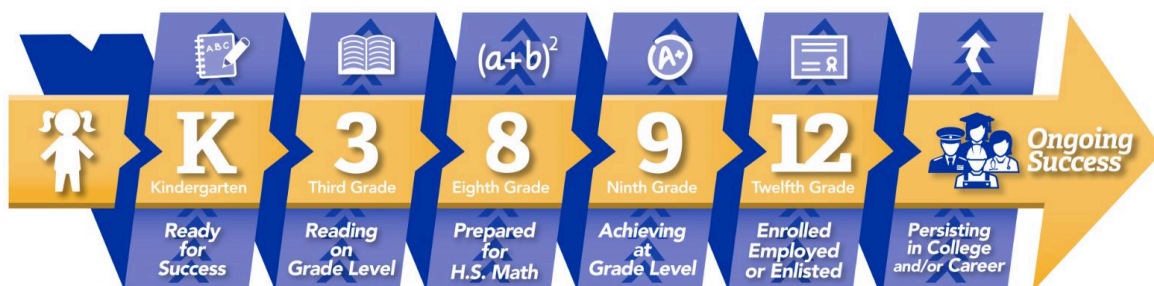 ABC
K
Kindergarten
Ready
for
Success
3
Third Grade
Reading
on
Grade Level
(a+b)²
8
Eighth Grade
Prepared
for
H.S. Math
A+
9
Ninth Grade
Achieving
at
Grade Level
12
Twelfth Grade
Enrolled
Employed
or Enlisted
Ongoing
Success
Persisting
in College
and/or Career